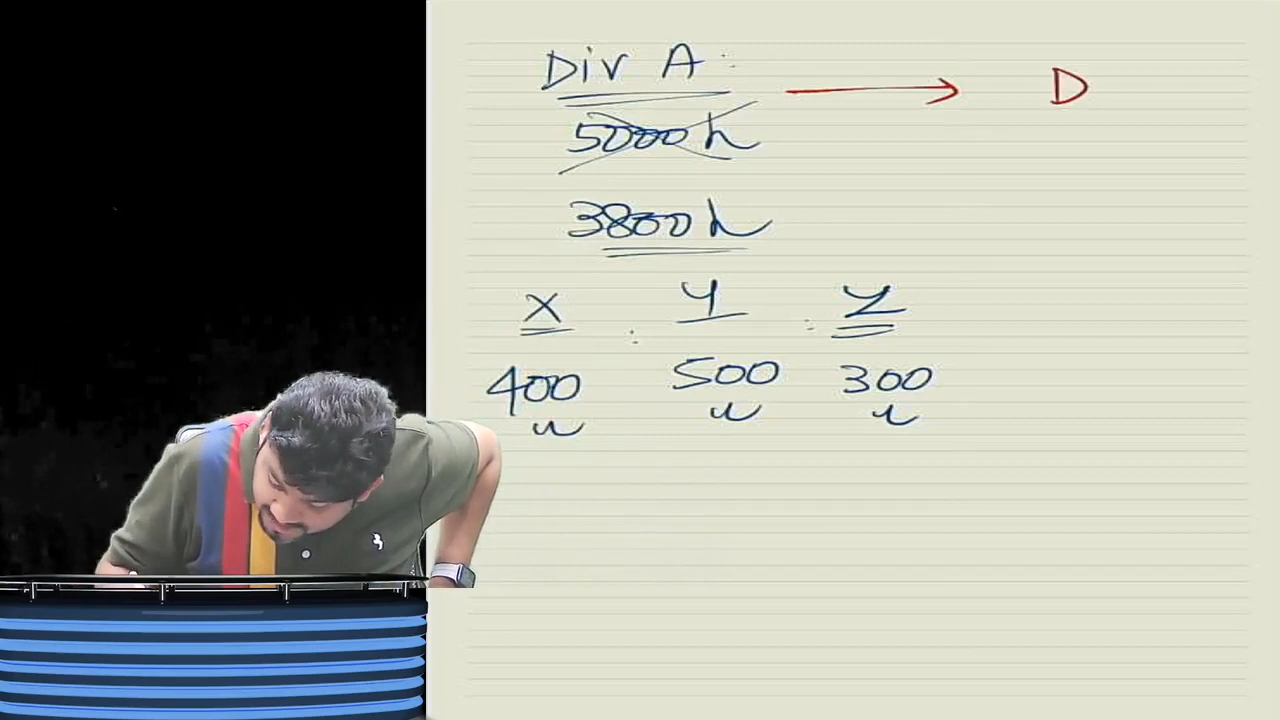 Div A : → D
5000 h
3800 h
X : Y : Z
400 500 300
u u u